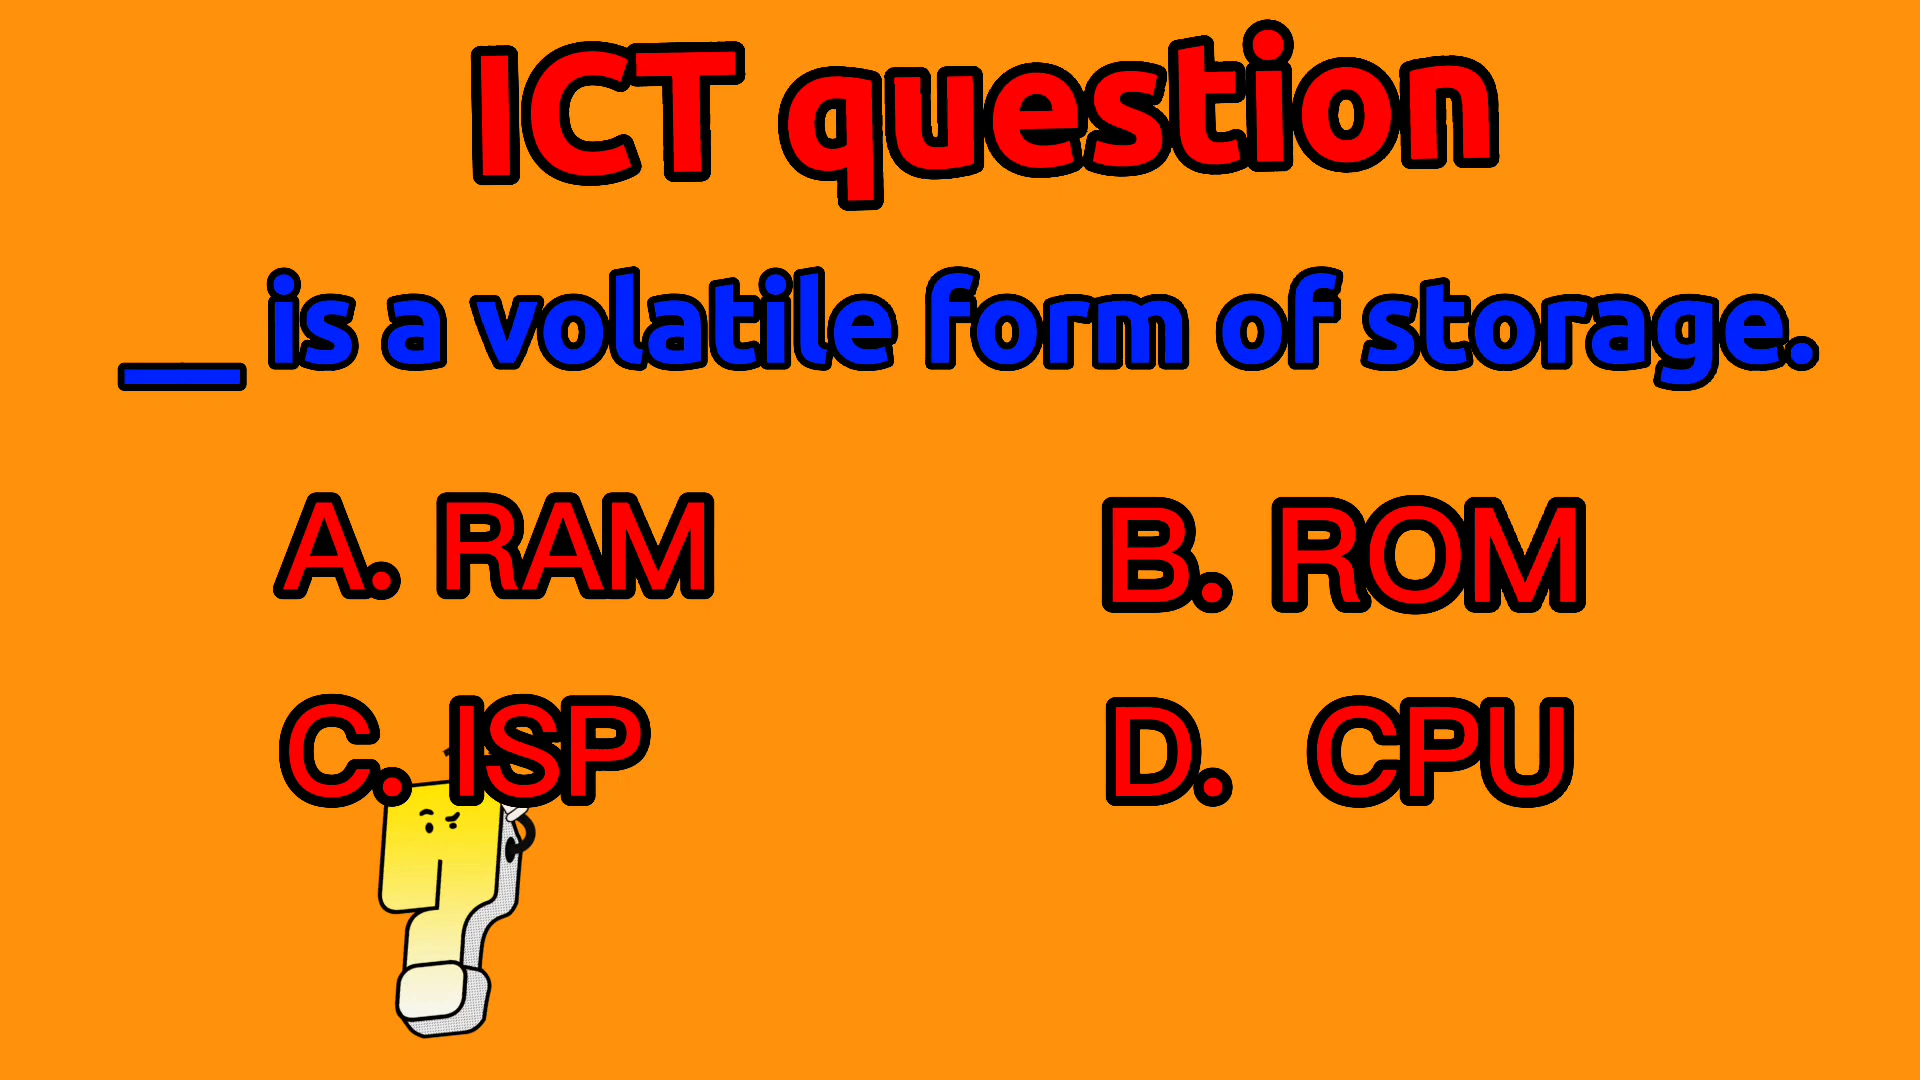 ICT question
__ is a volatile form of storage.
A. RAM
B. ROM
C. ISP
D. CPU